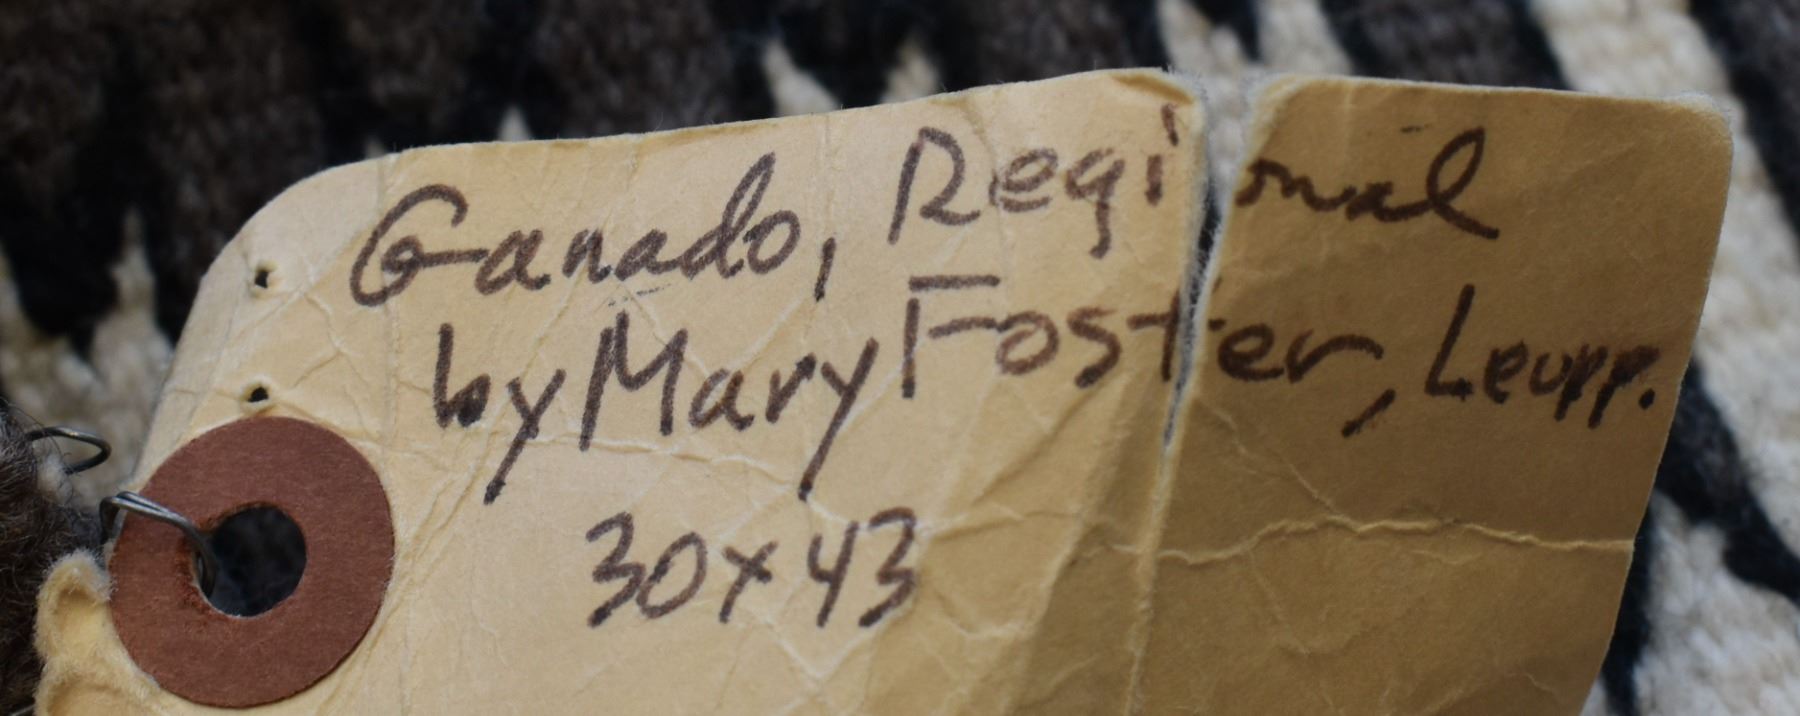 Ganado, Regional
by Mary Foster, Leupp.
30x43